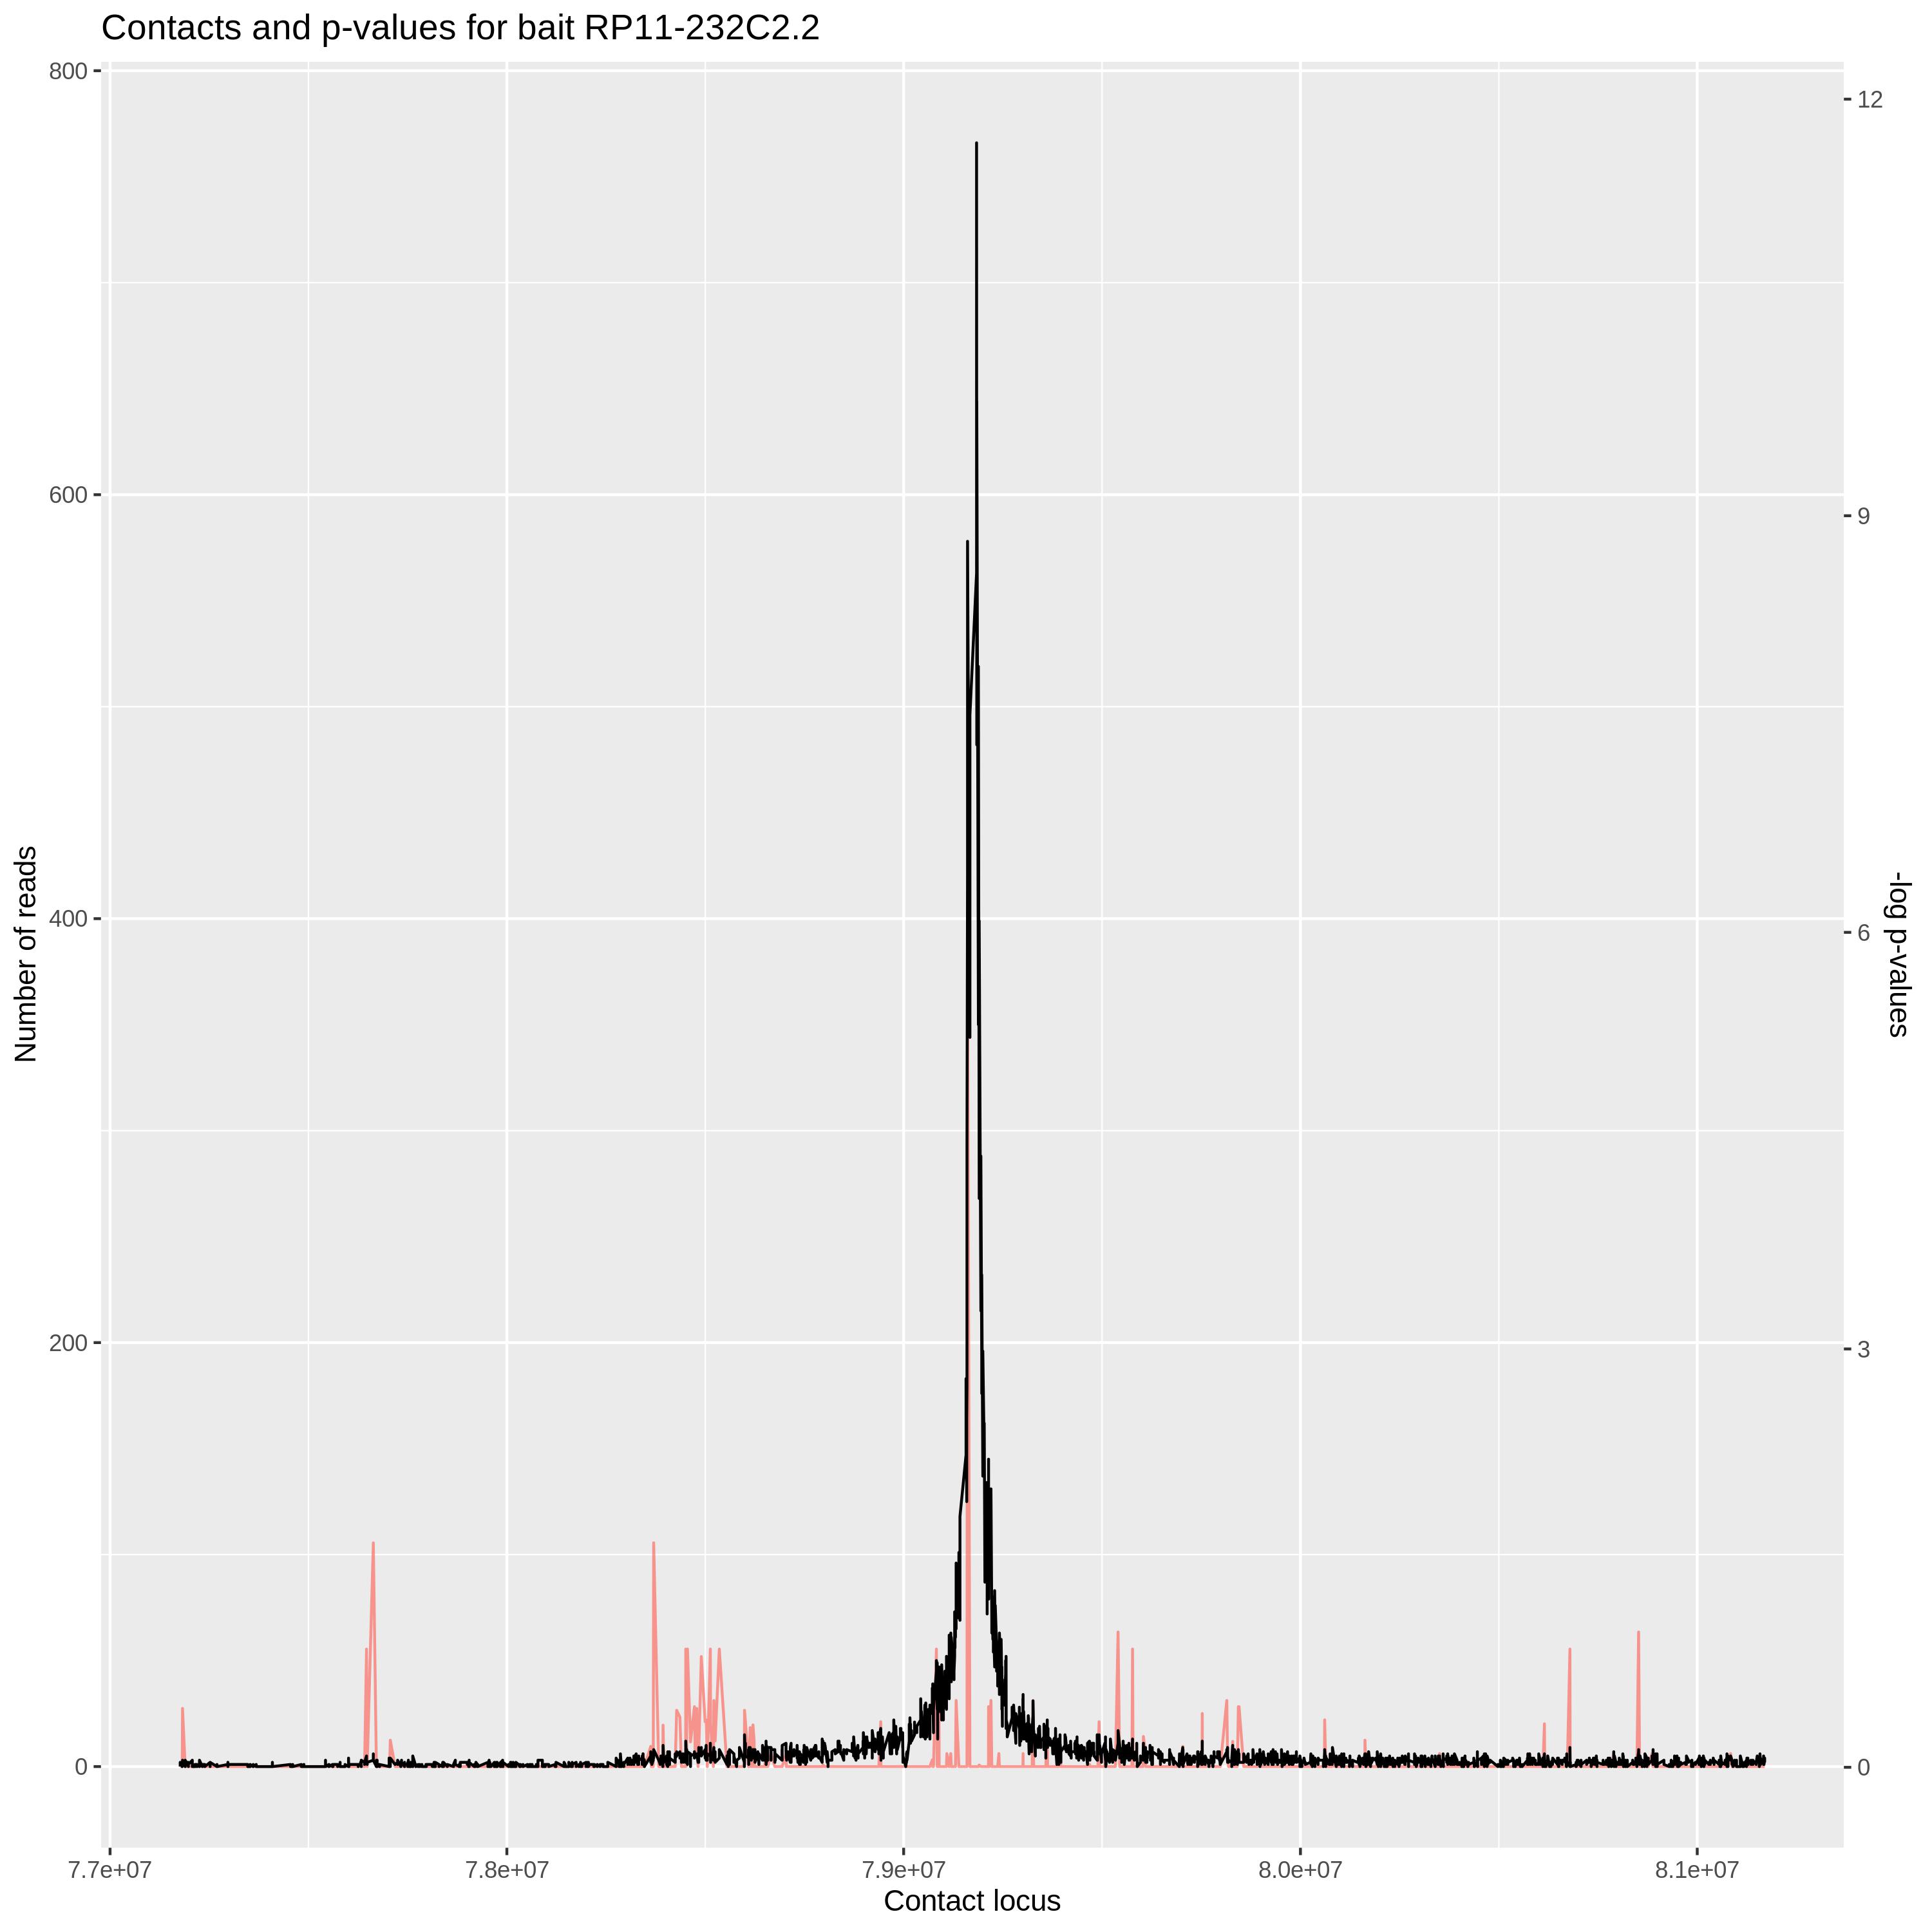 Contacts and p-values for bait RP11-232C2.2
800
600
400
200
0
12
9
6
3
0
Number of reads
-log p-values
7.7e+07
7.8e+07
7.9e+07
8.0e+07
8.1e+07
Contact locus